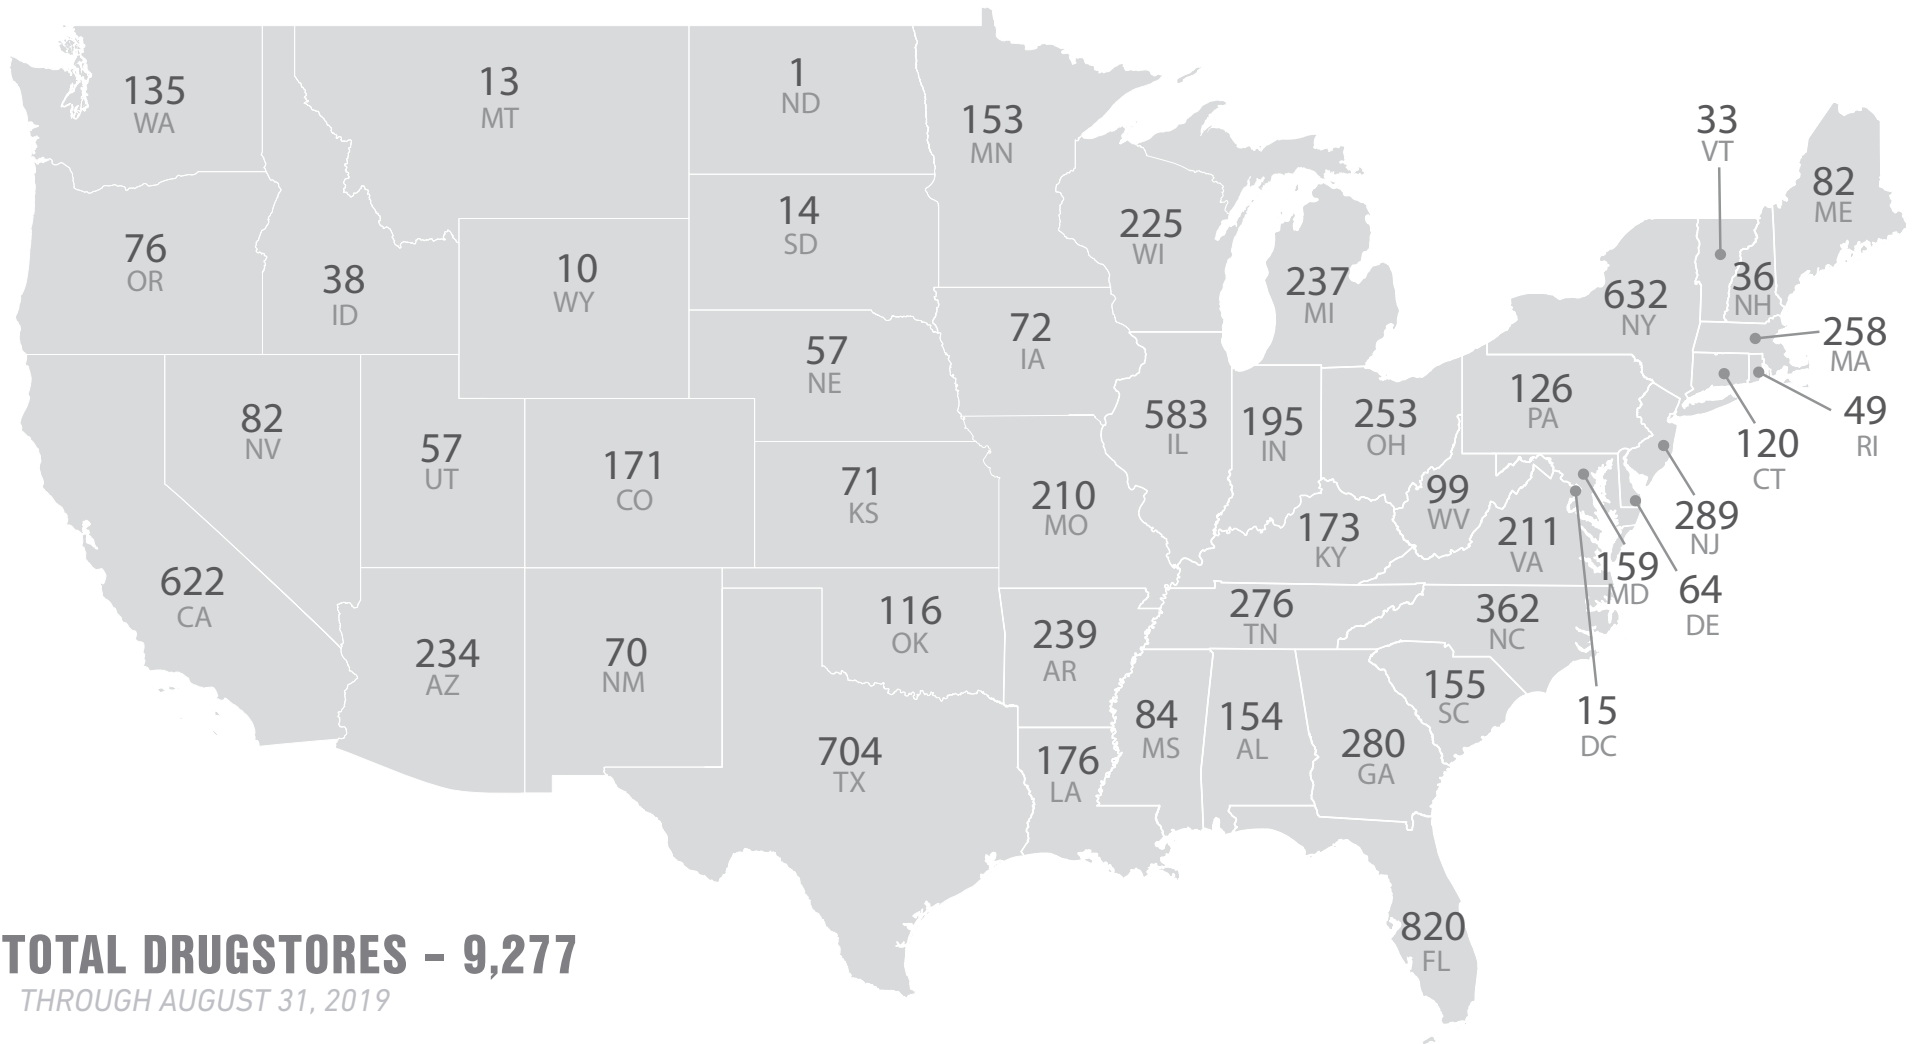 135
WA
13
MT
1
ND
153
MN
33
VT
82
ME
76
OR
38
ID
10
WY
14
SD
225
WI
237
MI
632
NY
36
NH
258
MA
49
RI
120
CT
82
NV
57
UT
171
CO
57
NE
72
IA
583
IL
195
IN
253
OH
126
PA
289
NJ
622
CA
71
KS
210
MO
173
KY
99
WV
211
VA
159
MD
64
DE
15
DC
234
AZ
70
NM
116
OK
239
AR
276
TN
362
NC
155
SC
704
TX
176
LA
84
MS
154
AL
280
GA
820
FL
TOTAL DRUGSTORES – 9,277
THROUGH AUGUST 31, 2019